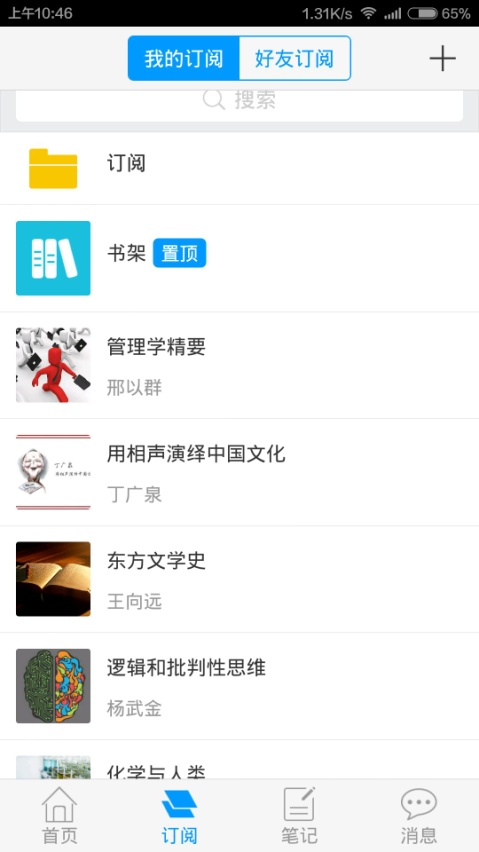 上午10:46
1.31K/s
65%
我的订阅
好友订阅
搜索
订阅
书架
置顶
管理学精要
邢以群
丁广泉
用相声演绎中国文化
丁广泉
东方文学史
王向远
逻辑和批判性思维
杨武金
化学与人类
首页
订阅
笔记
消息